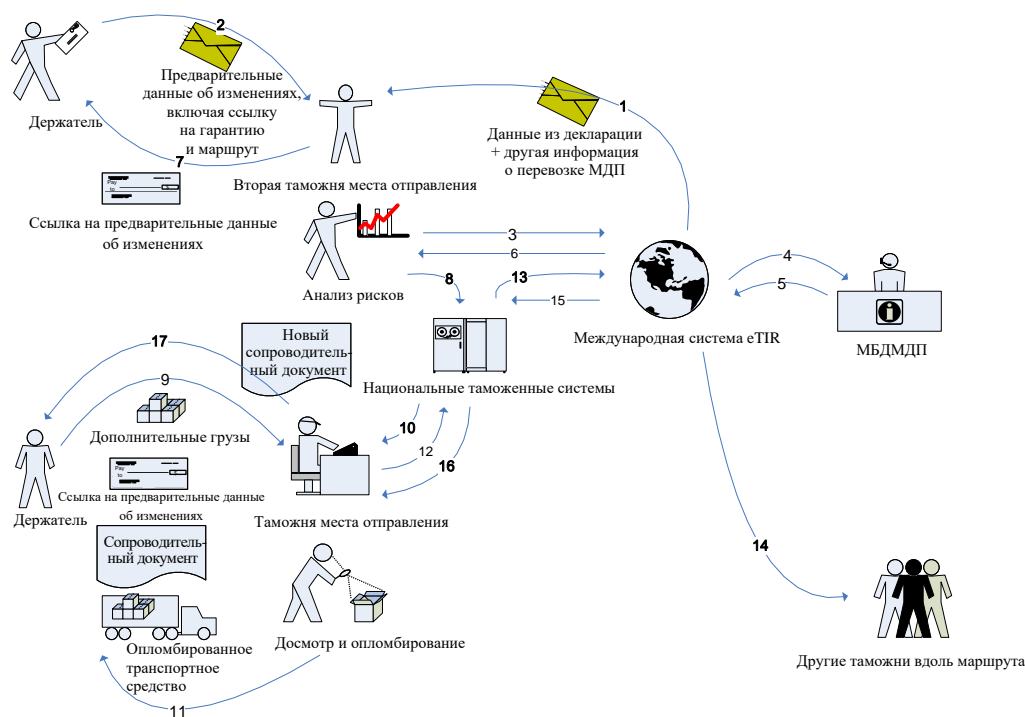 2
Предварительные
данные об изменениях,
включая ссылку
на гарантию
и маршрут
Держатель
1
Данные из декларации
+ другая информация
о перевозке МДП
7
Pay
to
Вторая таможня места отправления
Ссылка на предварительные данные
об изменениях
3
6
4
5
Анализ рисков
8
13
15
Международная система eTIR
МБДМДП
Новый
сопроводитель-
ный документ
17
9
Национальные таможенные системы
Дополнительные грузы
10
12
16
Pay
to
Ссылка на предварительные данные
об изменениях
Держатель
Таможня места отправления
Сопроводитель-
ный документ
14
Досмотр и опломбирование
Опломбированное
транспортное
средство
11
Другие таможни вдоль маршрута